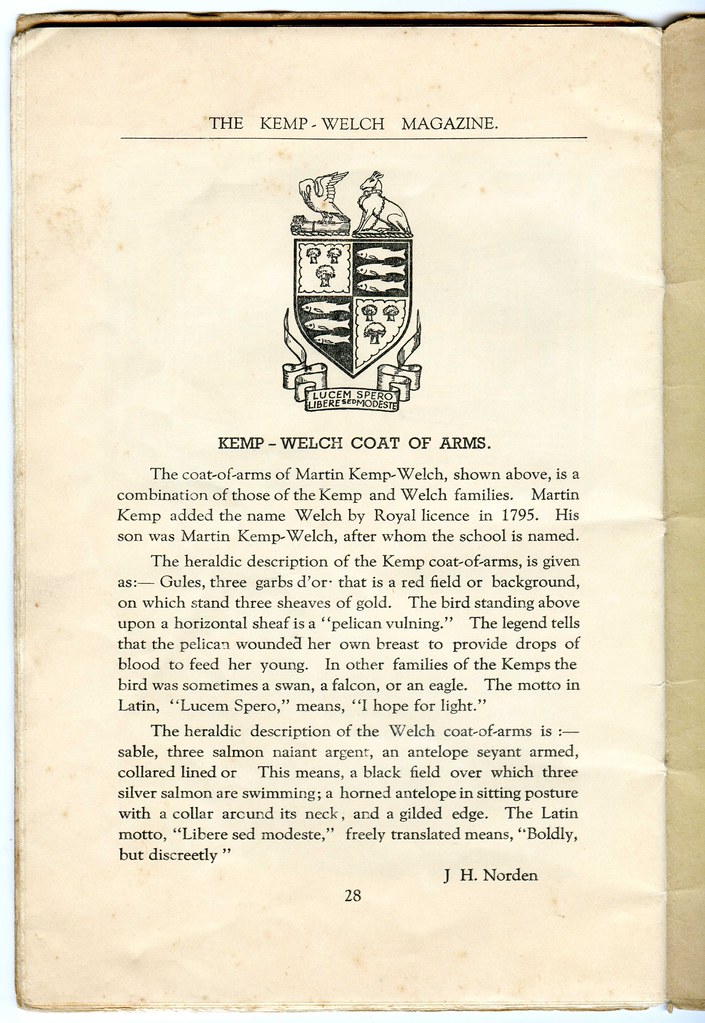 THE KEMP-WELCH MAGAZINE.
LUCEM SPERO
LIBERE SED MODESTE
KEMP - WELCH COAT OF ARMS.
The coat-of-arms of Martin Kemp-Welch, shown above, is a
combination of those of the Kemp and Welch families. Martin
Kemp added the name Welch by Royal licence in 1795. His
son was Martin Kemp-Welch, after whom the school is named.
The heraldic description of the Kemp coat-of-arms, is given
as:— Gules, three garbs d'or· that is a red field or background,
on which stand three sheaves of gold. The bird standing above
upon a horizontal sheaf is a "pelican vulning." The legend tells
that the pelican wounded her own breast to provide drops of
blood to feed her young. In other families of the Kemps the
bird was sometimes a swan, a falcon, or an eagle. The motto in
Latin, "Lucem Spero," means, "I hope for light."
The heraldic description of the Welch coat-of-arms is :—
sable, three salmon naiant argent, an antelope seyant armed,
collared lined or This means, a black field over which three
silver salmon are swimming; a horned antelope in sitting posture
with a collar around its neck, and a gilded edge. The Latin
motto, "Libere sed modeste," freely translated means, "Boldly,
but discreetly "
J H. Norden
28